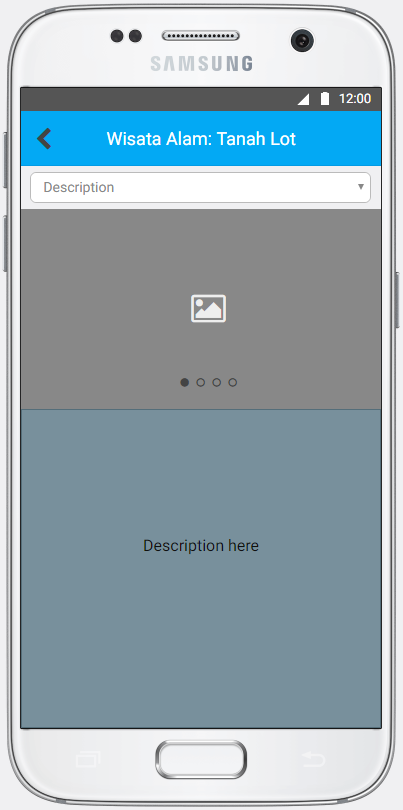 SAMSUNG
12:00
Wisata Alam: Tanah Lot
Description
Description here